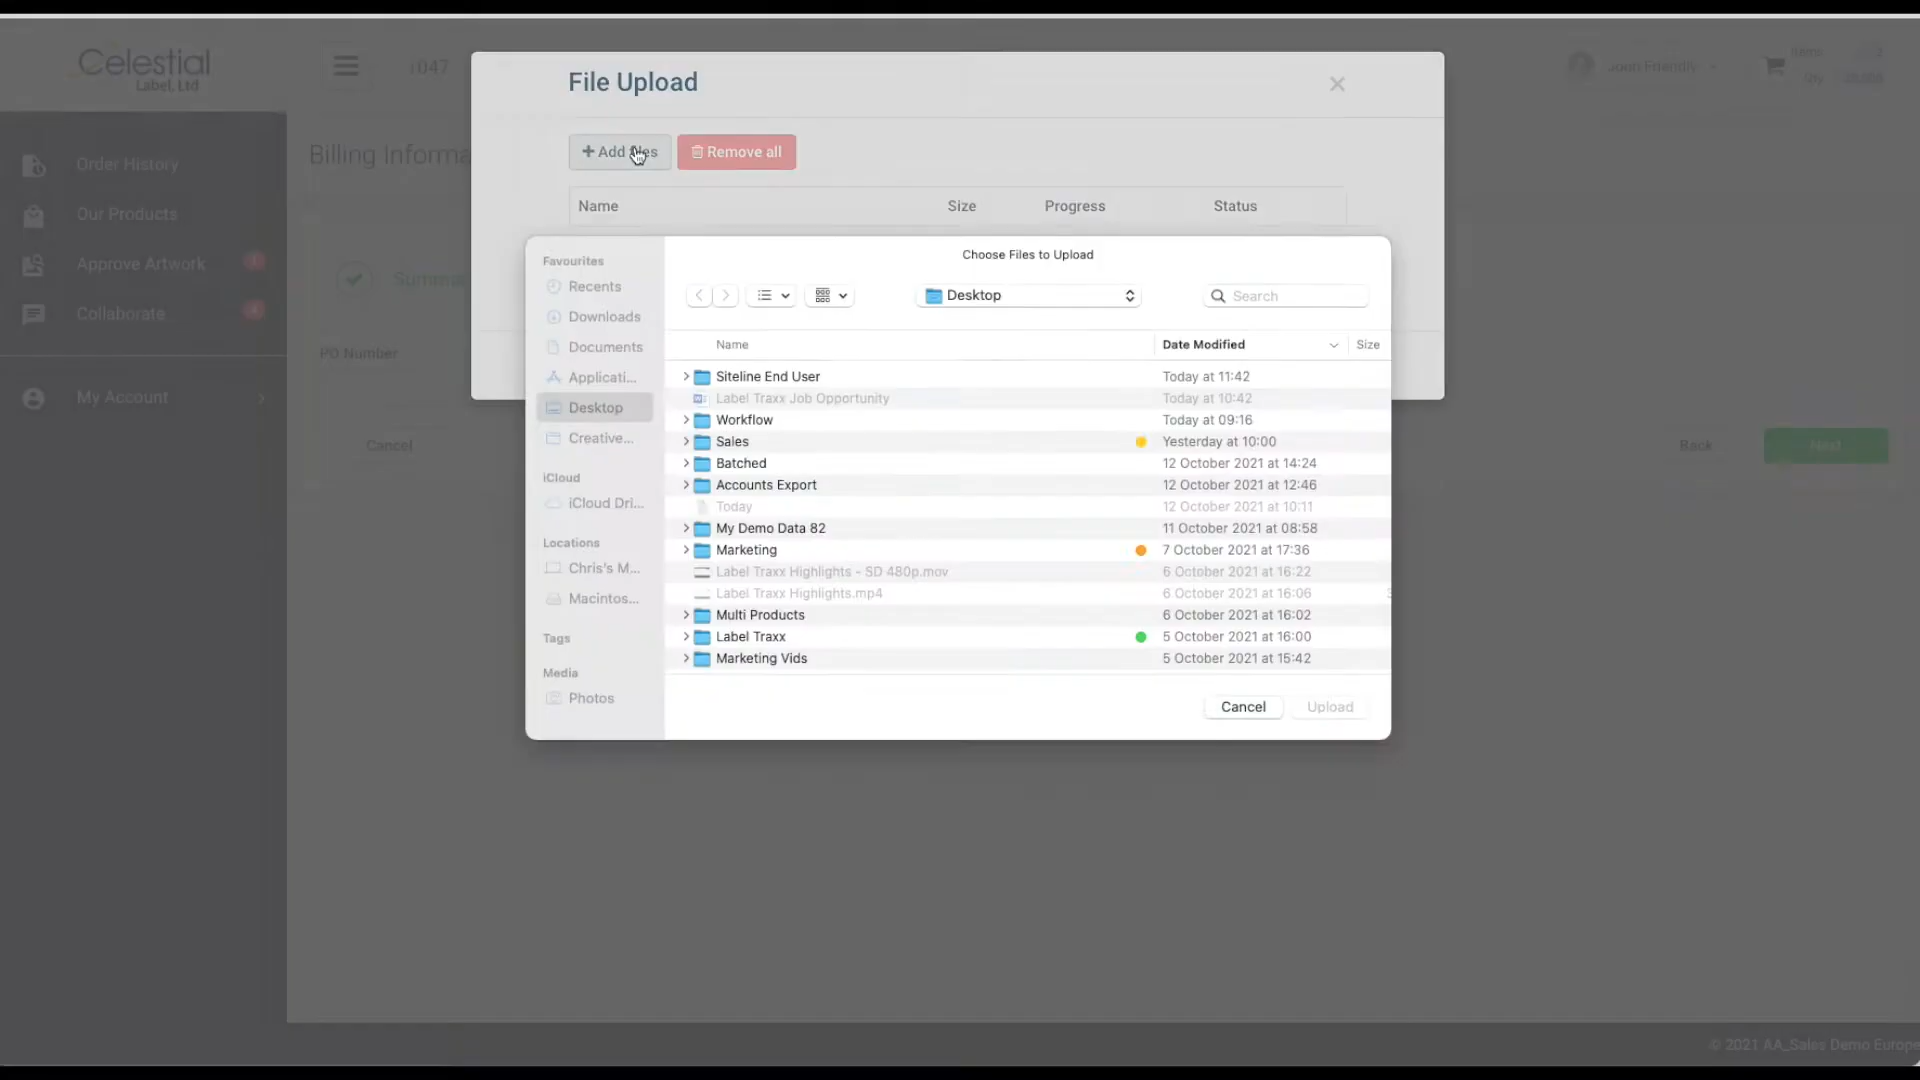 Celestial
Label, Ltd
1047
Items
Qty
Order History
Our Products
Approve Artwork
Collaborate
My Account
Billing Informa
PO Number
Cancel
Back
Next
File Upload
+ Add files
Remove all
Name Size Progress Status
Favourites
Recents
Downloads
Documents
Applicati...
Desktop
Creative...
iCloud
iCloud Dri...
Locations
Chris's M...
Macintos...
Tags
Media
Photos
Choose Files to Upload
Desktop
Search
Name Date Modified Size
Siteline End User Today at 11:42
Label Traxx Job Opportunity Today at 10:42
Workflow Today at 09:16
Sales Yesterday at 10:00
Batched 12 October 2021 at 14:24
Accounts Export 12 October 2021 at 12:46
Today 12 October 2021 at 10:11
My Demo Data 82 11 October 2021 at 08:58
Marketing 7 October 2021 at 17:36
Label Traxx Highlights - SD 480p.mov 6 October 2021 at 16:22
Label Traxx Highlights.mp4 6 October 2021 at 16:06
Multi Products 6 October 2021 at 16:02
Label Traxx 5 October 2021 at 16:00
Marketing Vids 5 October 2021 at 15:42
Cancel Upload
© 2021 AA_Sales Demo Europe